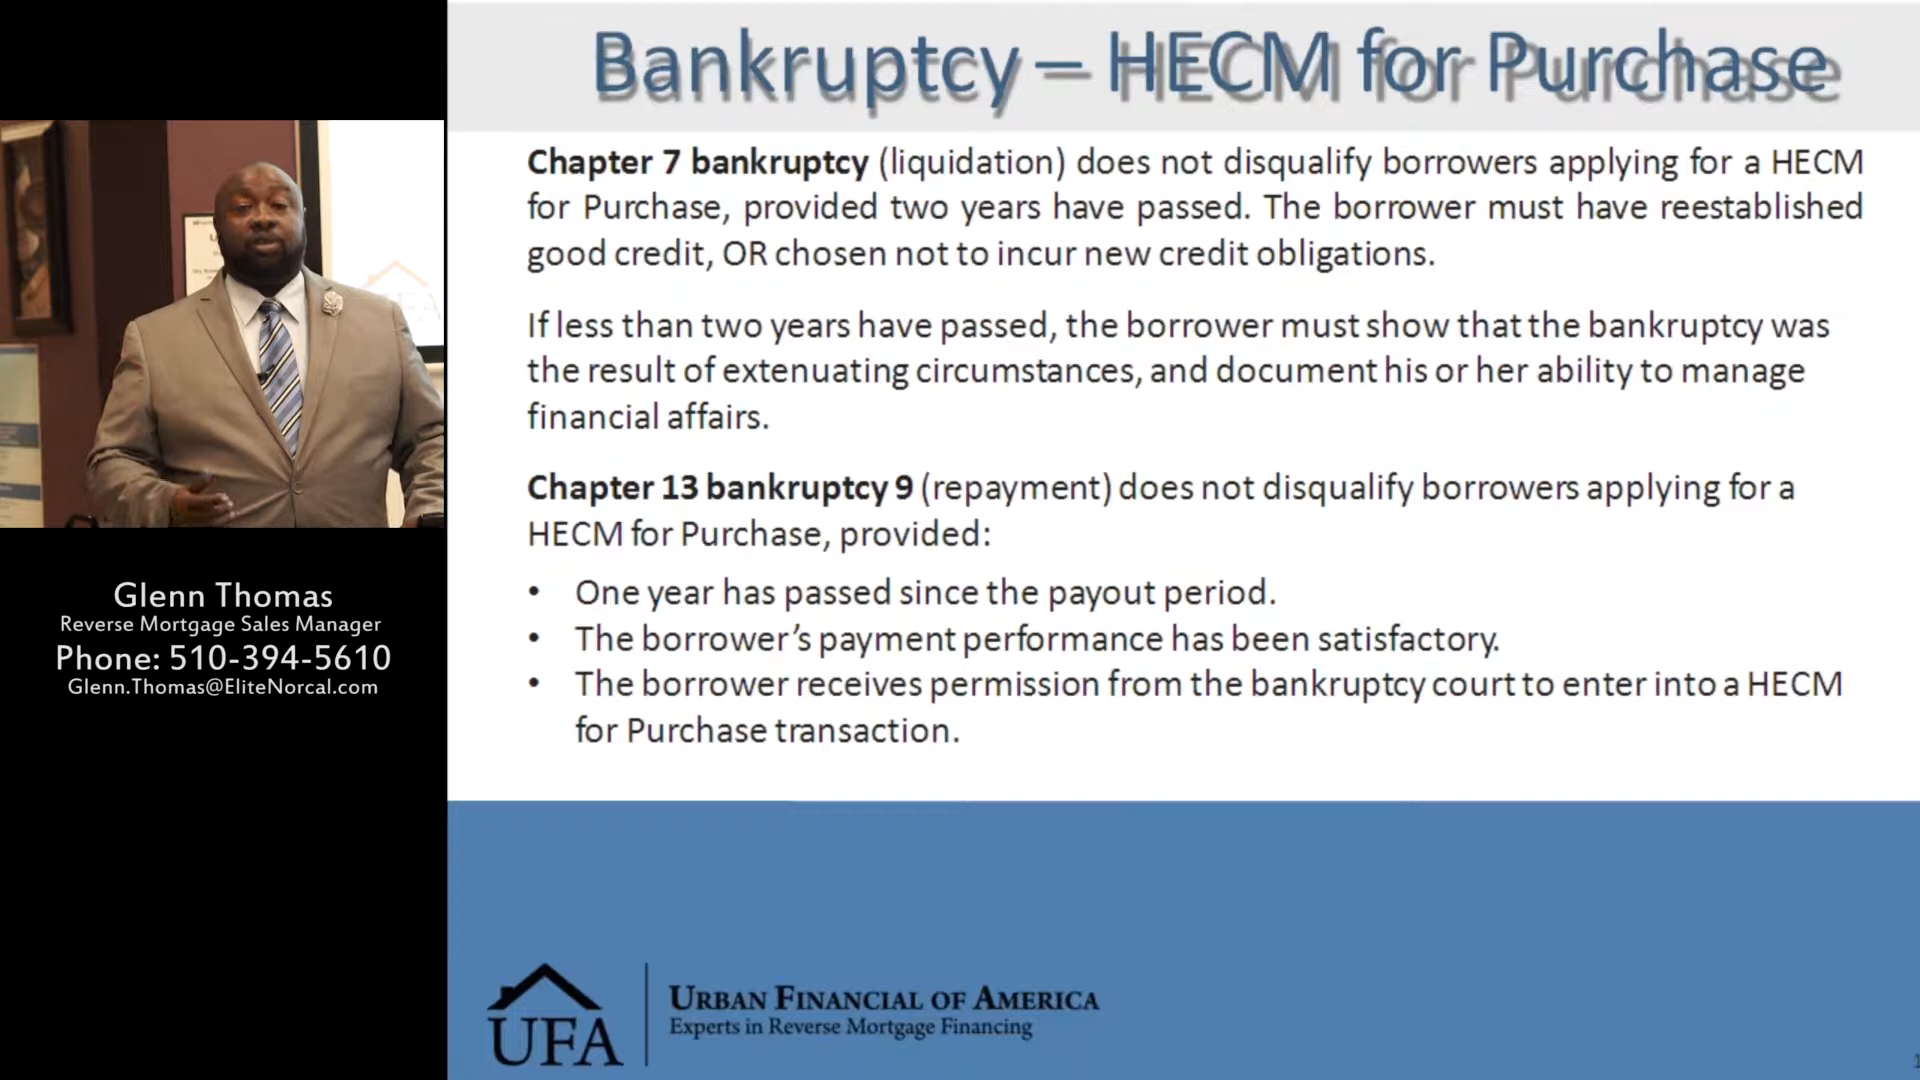 Bankruptcy – HECM for Purchase
Chapter 7 bankruptcy (liquidation) does not disqualify borrowers applying for a HECM
for Purchase, provided two years have passed. The borrower must have reestablished
good credit, OR chosen not to incur new credit obligations.
If less than two years have passed, the borrower must show that the bankruptcy was
the result of extenuating circumstances, and document his or her ability to manage
financial affairs.
Chapter 13 bankruptcy 9 (repayment) does not disqualify borrowers applying for a
HECM for Purchase, provided:
• One year has passed since the payout period.
• The borrower’s payment performance has been satisfactory.
• The borrower receives permission from the bankruptcy court to enter into a HECM
for Purchase transaction.
Glenn Thomas
Reverse Mortgage Sales Manager
Phone: 510-394-5610
Glenn.Thomas@EliteNorcal.com
UFA
URBAN FINANCIAL OF AMERICA
Experts in Reverse Mortgage Financing